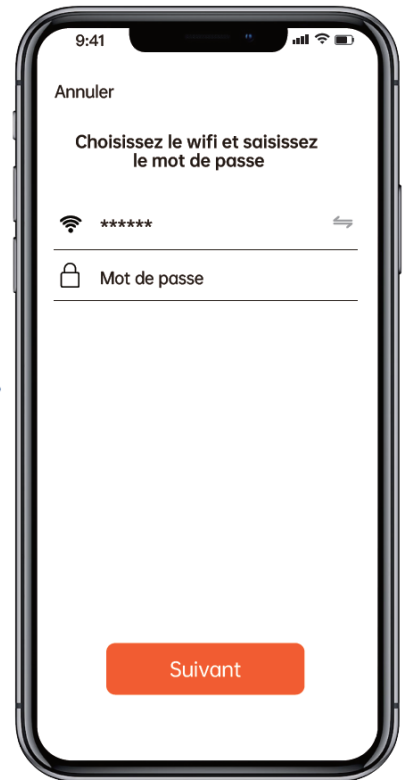 9:41
Annuler
Choisissez le wifi et saisissez
le mot de passe
******
Mot de passe
Suivant